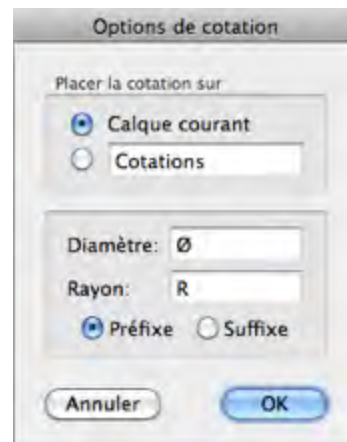 Options de cotation
Placer la cotation sur
Calque courant
Cotations
Diamètre: Ø
Rayon: R
Préfixe Suffixe
Annuler OK